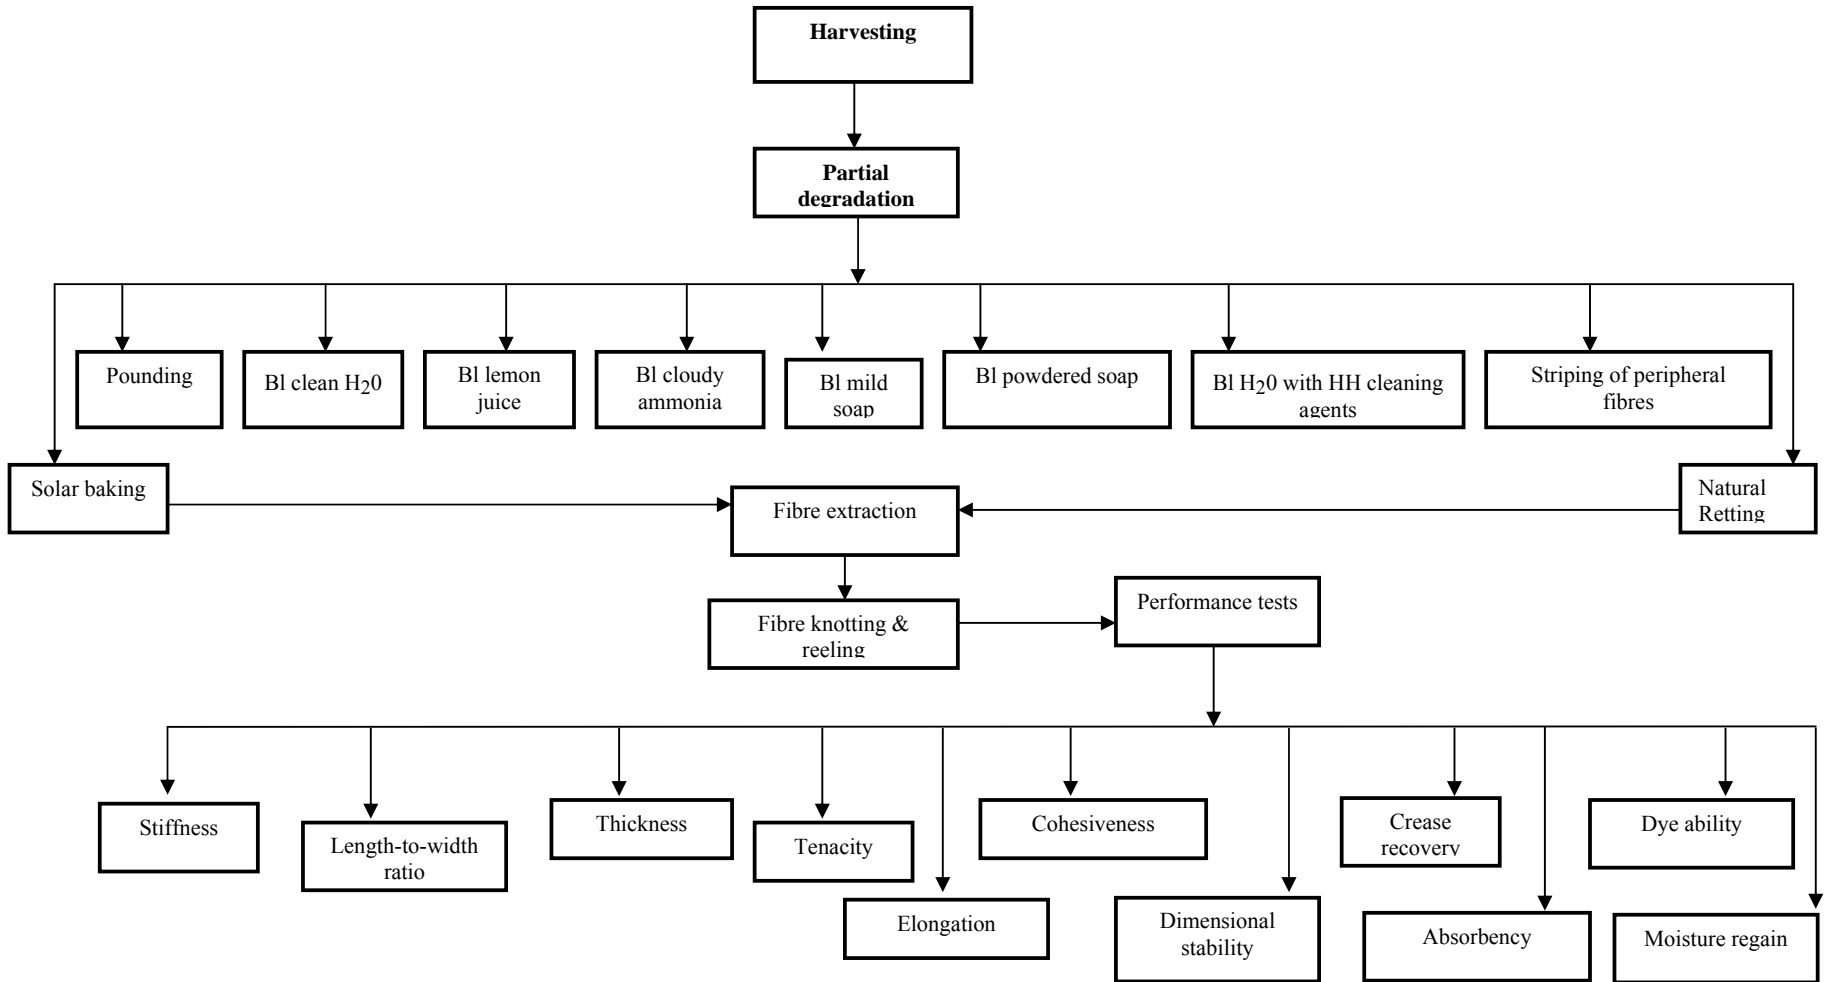 Harvesting
Partial
degradation
Pounding
Bl clean H20
Bl lemon
juice
Bl cloudy
ammonia
Bl mild
soap
Bl powdered soap
Bl H20 with HH cleaning
agents
Striping of peripheral
fibres
Solar baking
Fibre extraction
Natural
Retting
Fibre knotting &
reeling
Performance tests
Stiffness
Length-to-width
ratio
Thickness
Tenacity
Elongation
Cohesiveness
Dimensional
stability
Crease
recovery
Absorbency
Dye ability
Moisture regain